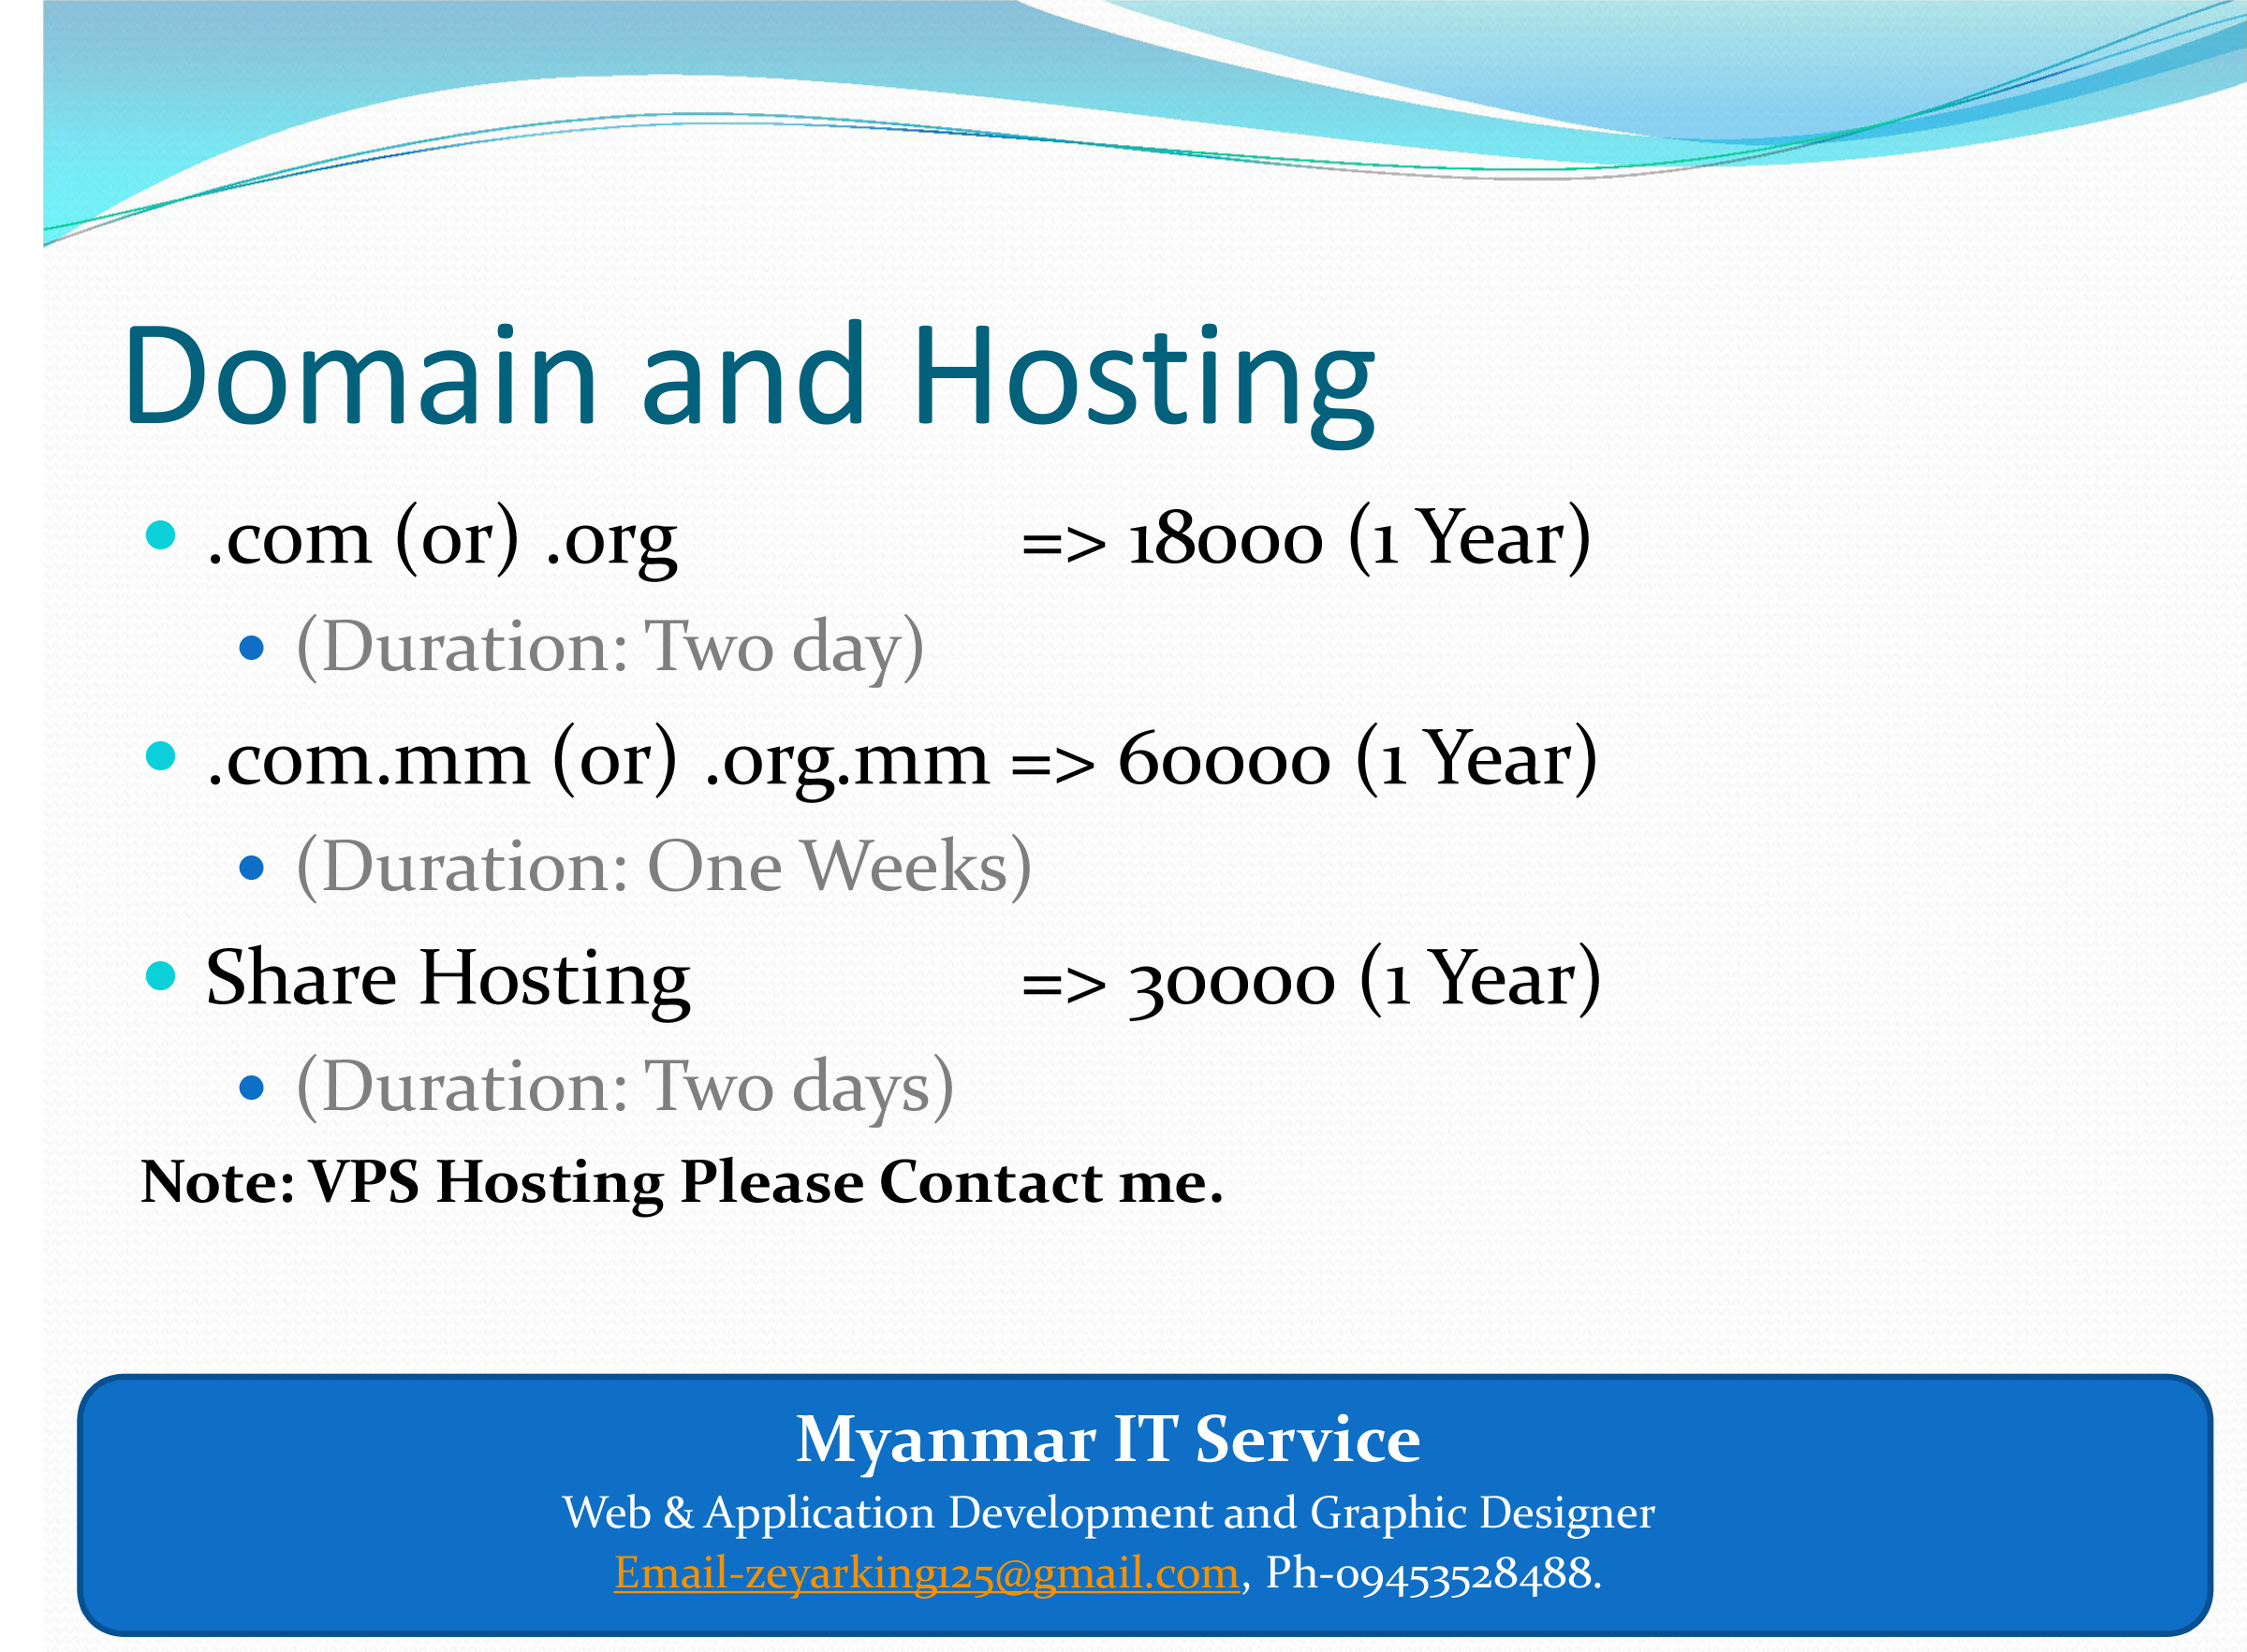 Domain and Hosting
• .com (or) .org => 18000 (1 Year)
• (Duration: Two day)
• .com.mm (or) .org.mm => 60000 (1 Year)
• (Duration: One Weeks)
• Share Hosting => 30000 (1 Year)
• (Duration: Two days)
Note: VPS Hosting Please Contact me.
Myanmar IT Service
Web & Application Development and Graphic Designer
Email-zeyarking125@gmail.com, Ph-09453528488.